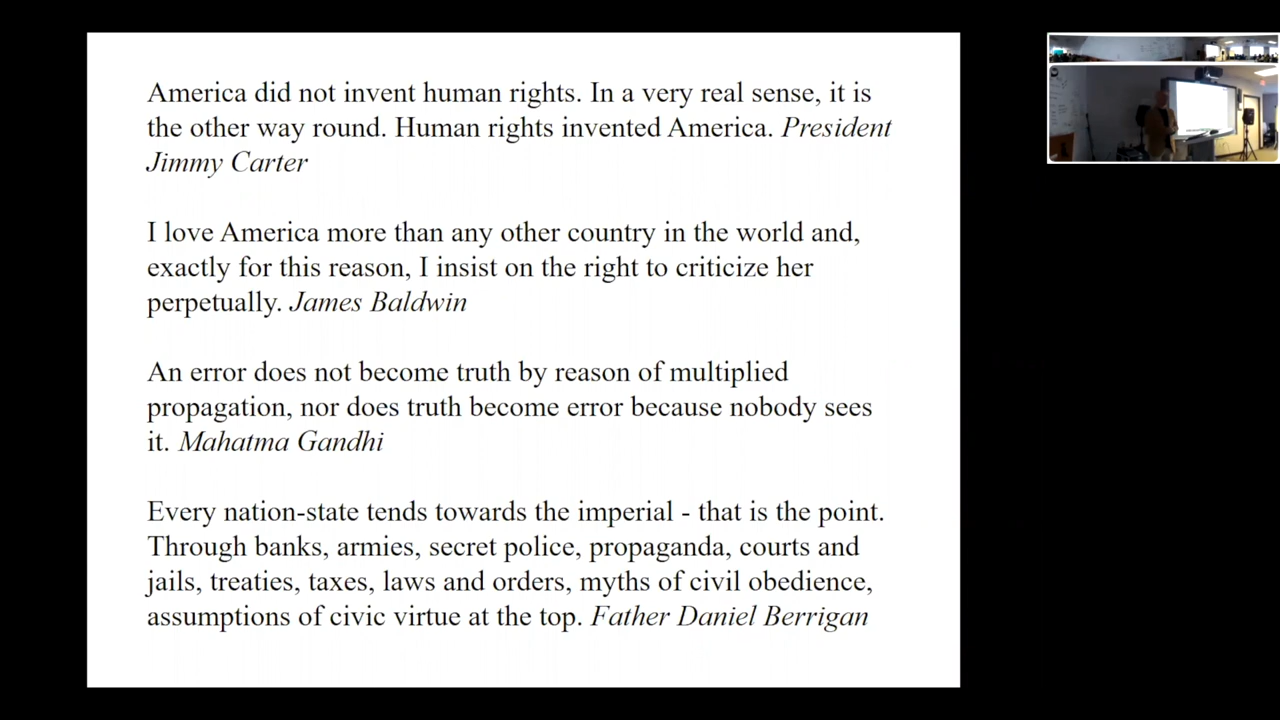 America did not invent human rights. In a very real sense, it is
the other way round. Human rights invented America. President
Jimmy Carter
I love America more than any other country in the world and,
exactly for this reason, I insist on the right to criticize her
perpetually. James Baldwin
An error does not become truth by reason of multiplied
propagation, nor does truth become error because nobody sees
it. Mahatma Gandhi
Every nation-state tends towards the imperial - that is the point.
Through banks, armies, secret police, propaganda, courts and
jails, treaties, taxes, laws and orders, myths of civil obedience,
assumptions of civic virtue at the top. Father Daniel Berrigan